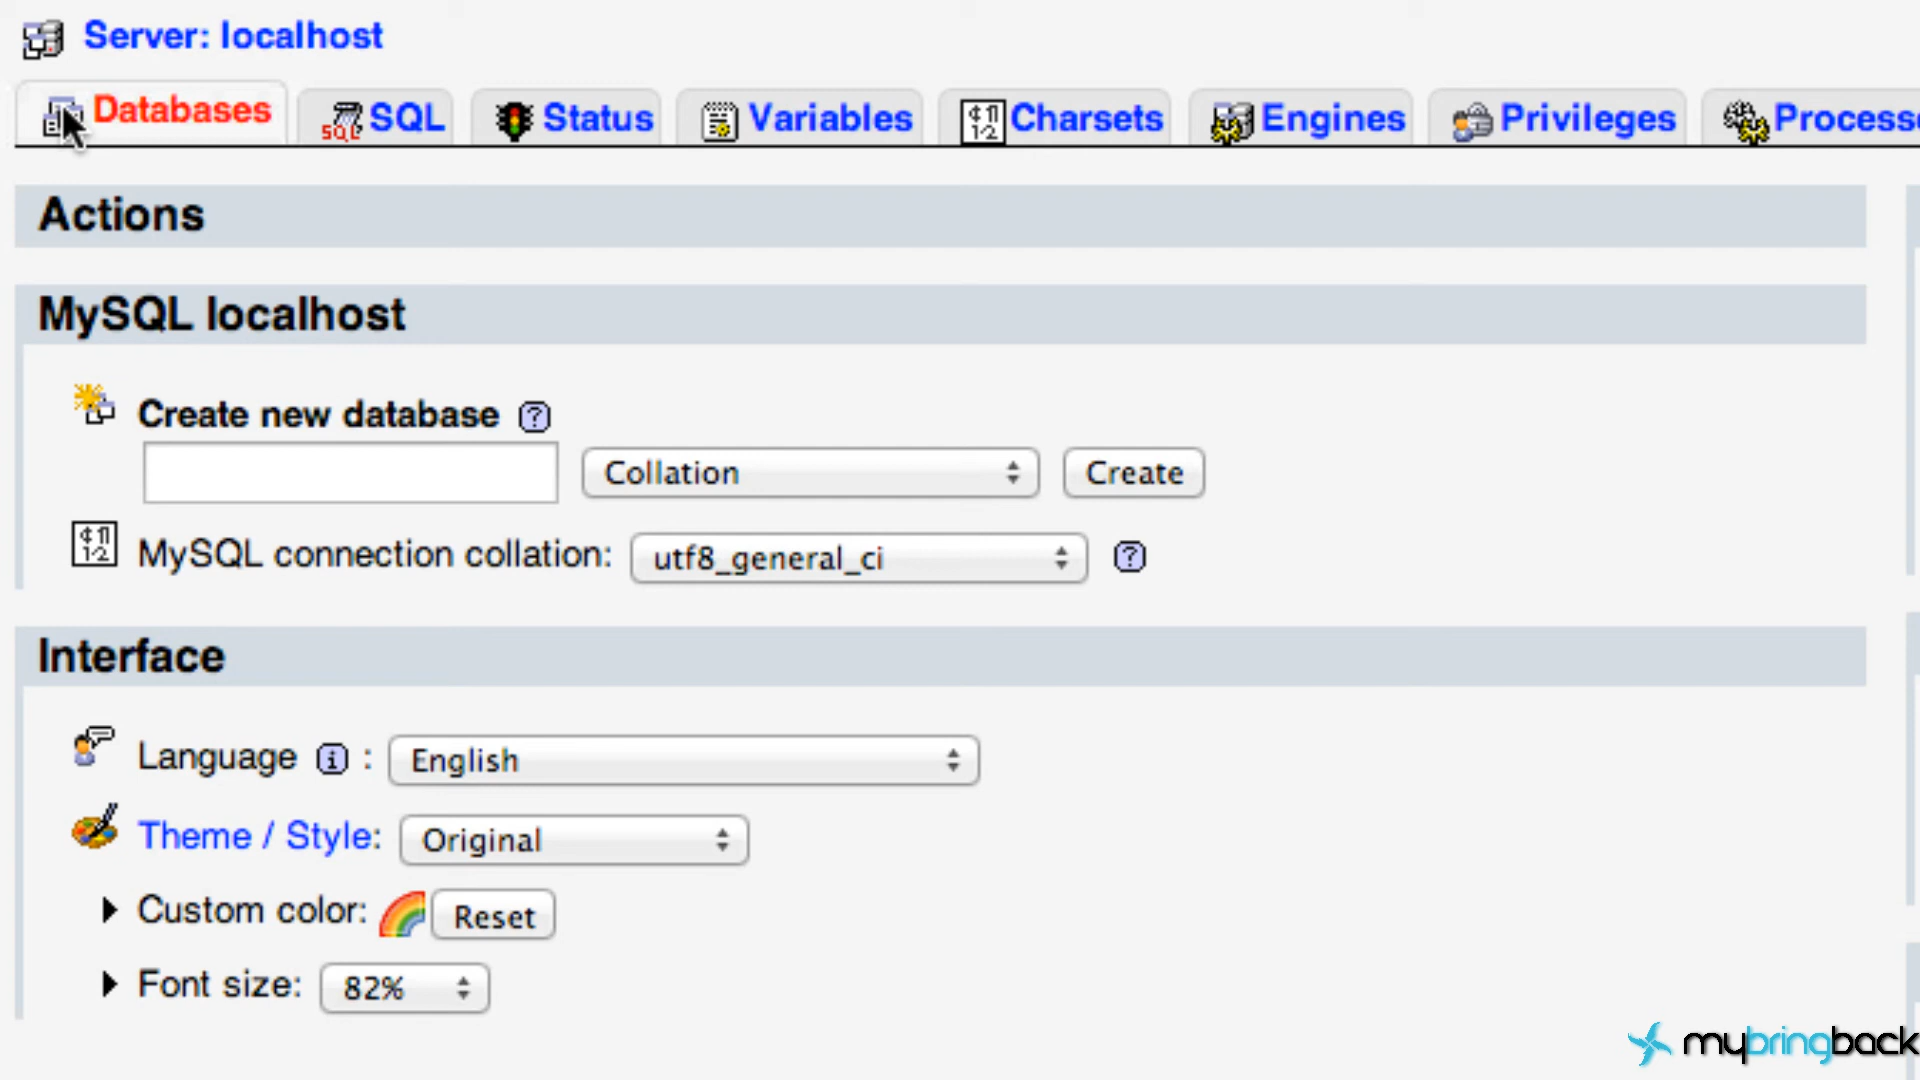 Server: localhost
Databases SQL Status Variables Charsets Engines Privileges
Actions
MySQL localhost
Create new database
Collation Create
MySQL connection collation: utf8_general_ci
Interface
Language : English
Theme / Style: Original
Custom color: Reset
Font size: 82%
mybringback